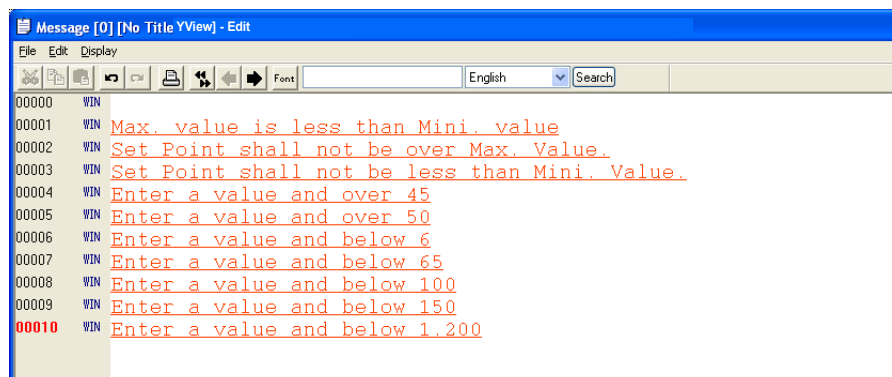 Message [0] [No Title YView] - Edit
File Edit Display
Font English Search
00000 WIN
00001 WIN Max. value is less than Mini. value
00002 WIN Set Point shall not be over Max. Value.
00003 WIN Set Point shall not be less than Mini. Value.
00004 WIN Enter a value and over 45
00005 WIN Enter a value and over 50
00006 WIN Enter a value and below 6
00007 WIN Enter a value and below 65
00008 WIN Enter a value and below 100
00009 WIN Enter a value and below 150
00010 WIN Enter a value and below 1.200